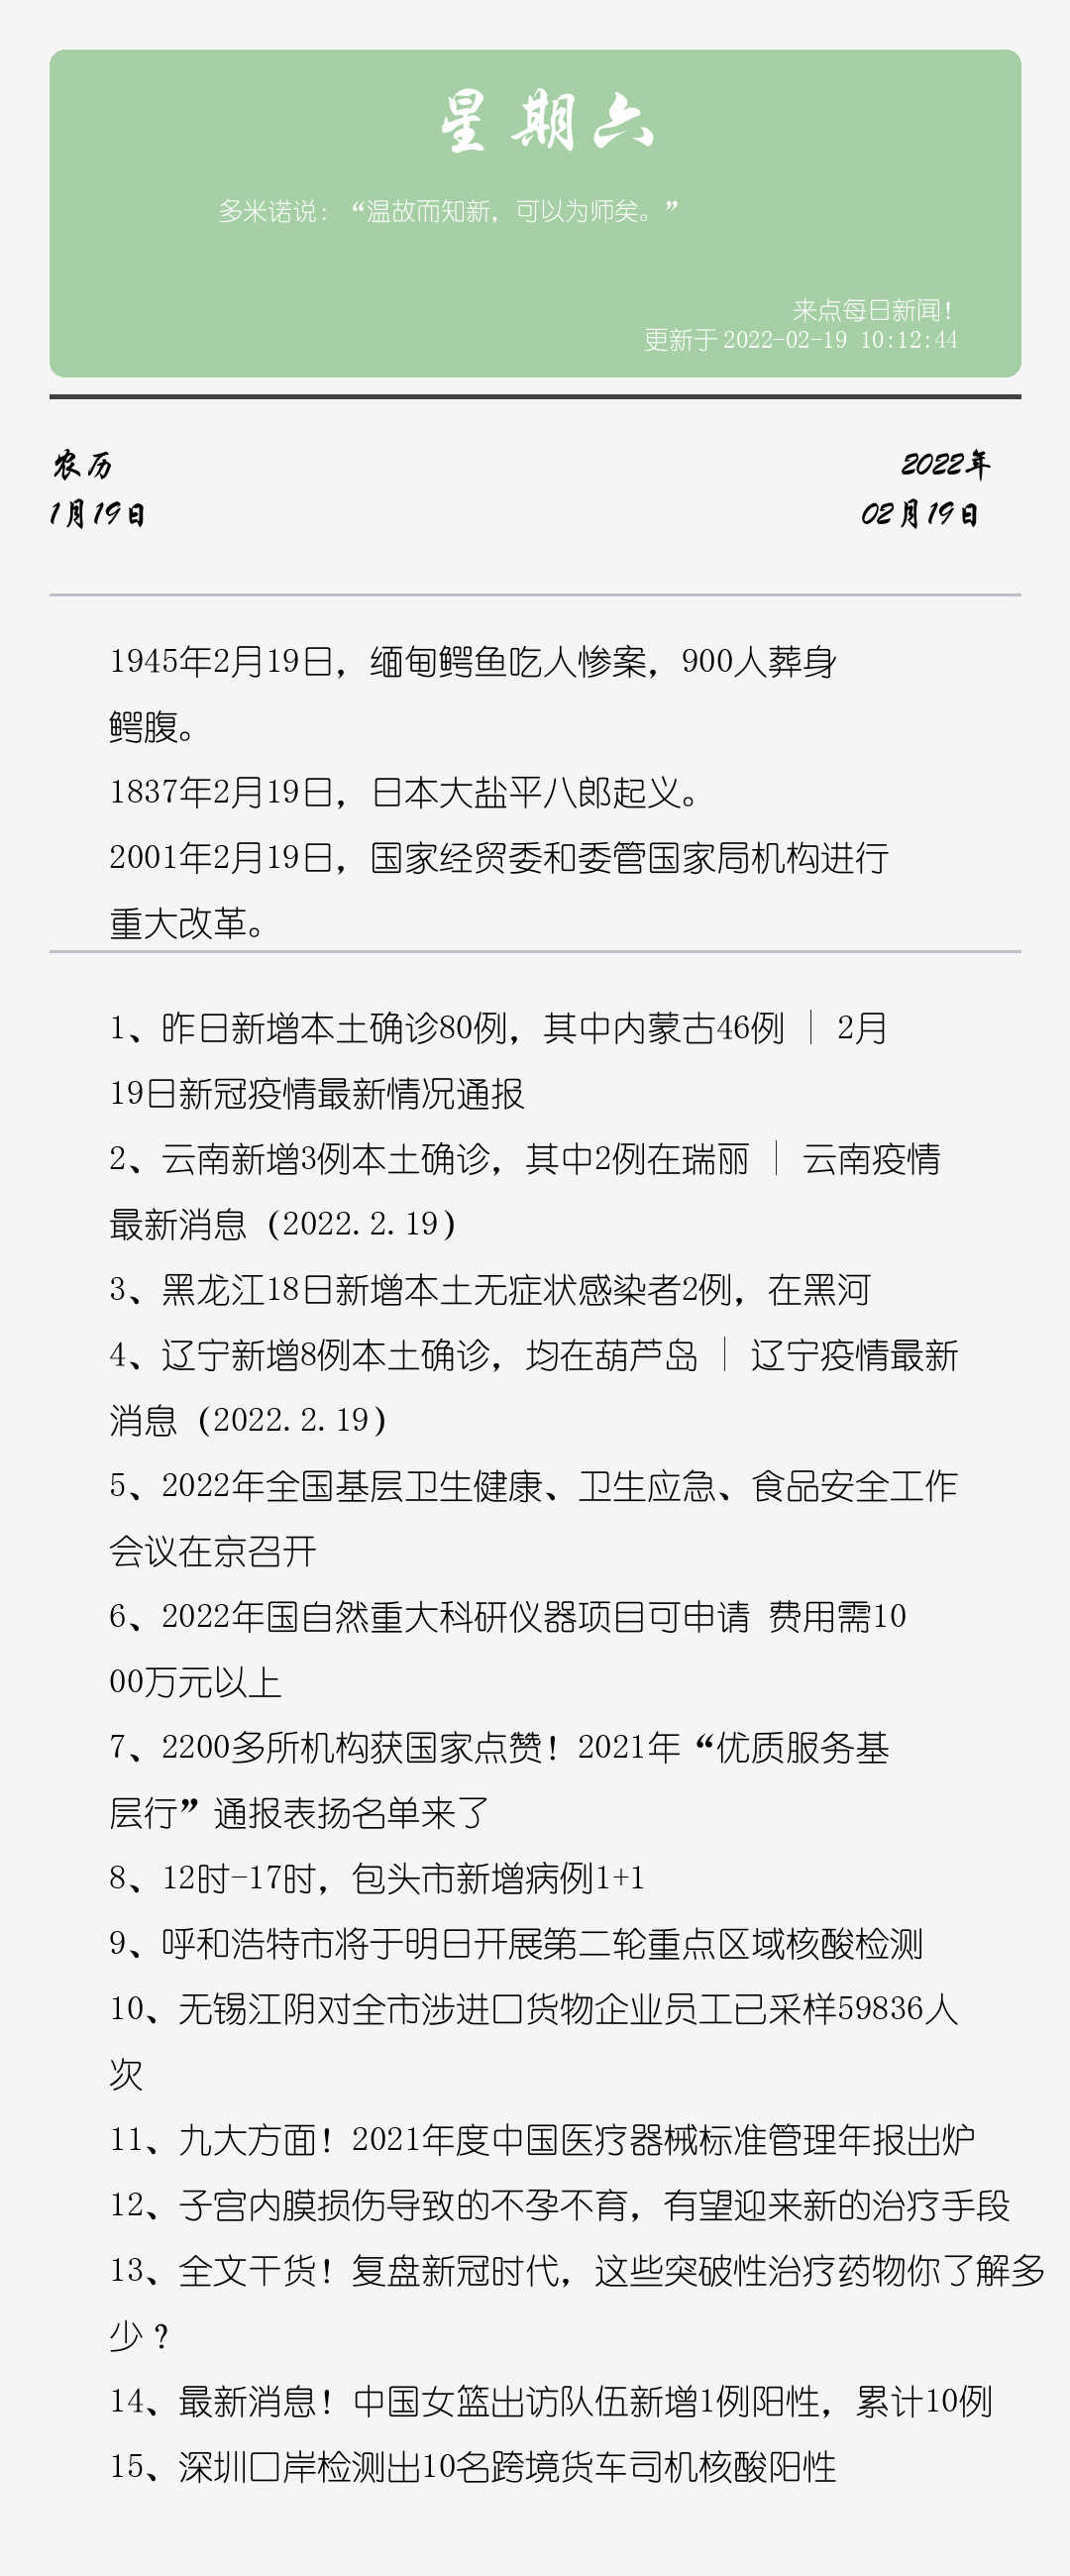 星期六
多米诺说：“温故而知新，可以为师矣。”
来点每日新闻！
更新于 2022-02-19 10:12:44
农历
2022年
1月19日
02月19日
1945年2月19日，缅甸鳄鱼吃人惨案，900人葬身
鳄腹。
1837年2月19日，日本大盐平八郎起义。
2001年2月19日，国家经贸委和委管国家局机构进行
重大改革。
1、昨日新增本土确诊80例，其中内蒙古46例 | 2月
19日新冠疫情最新情况通报
2、云南新增3例本土确诊，其中2例在瑞丽 | 云南疫情
最新消息（2022.2.19）
3、黑龙江18日新增本土无症状感染者2例，在黑河
4、辽宁新增8例本土确诊，均在葫芦岛 | 辽宁疫情最新
消息（2022.2.19）
5、2022年全国基层卫生健康、卫生应急、食品安全工作
会议在京召开
6、2022年国自然重大科研仪器项目可申请 费用需10
00万元以上
7、2200多所机构获国家点赞！2021年“优质服务基
层行”通报表扬名单来了
8、12时-17时，包头市新增病例1+1
9、呼和浩特市将于明日开展第二轮重点区域核酸检测
10、无锡江阴对全市涉进口货物企业员工已采样59836人
次
11、九大方面！2021年度中国医疗器械标准管理年报出炉
12、子宫内膜损伤导致的不孕不育，有望迎来新的治疗手段
13、全文干货！复盘新冠时代，这些突破性治疗药物你了解多
少？
14、最新消息！中国女篮出访队伍新增1例阳性，累计10例
15、深圳口岸检测出10名跨境货车司机核酸阳性